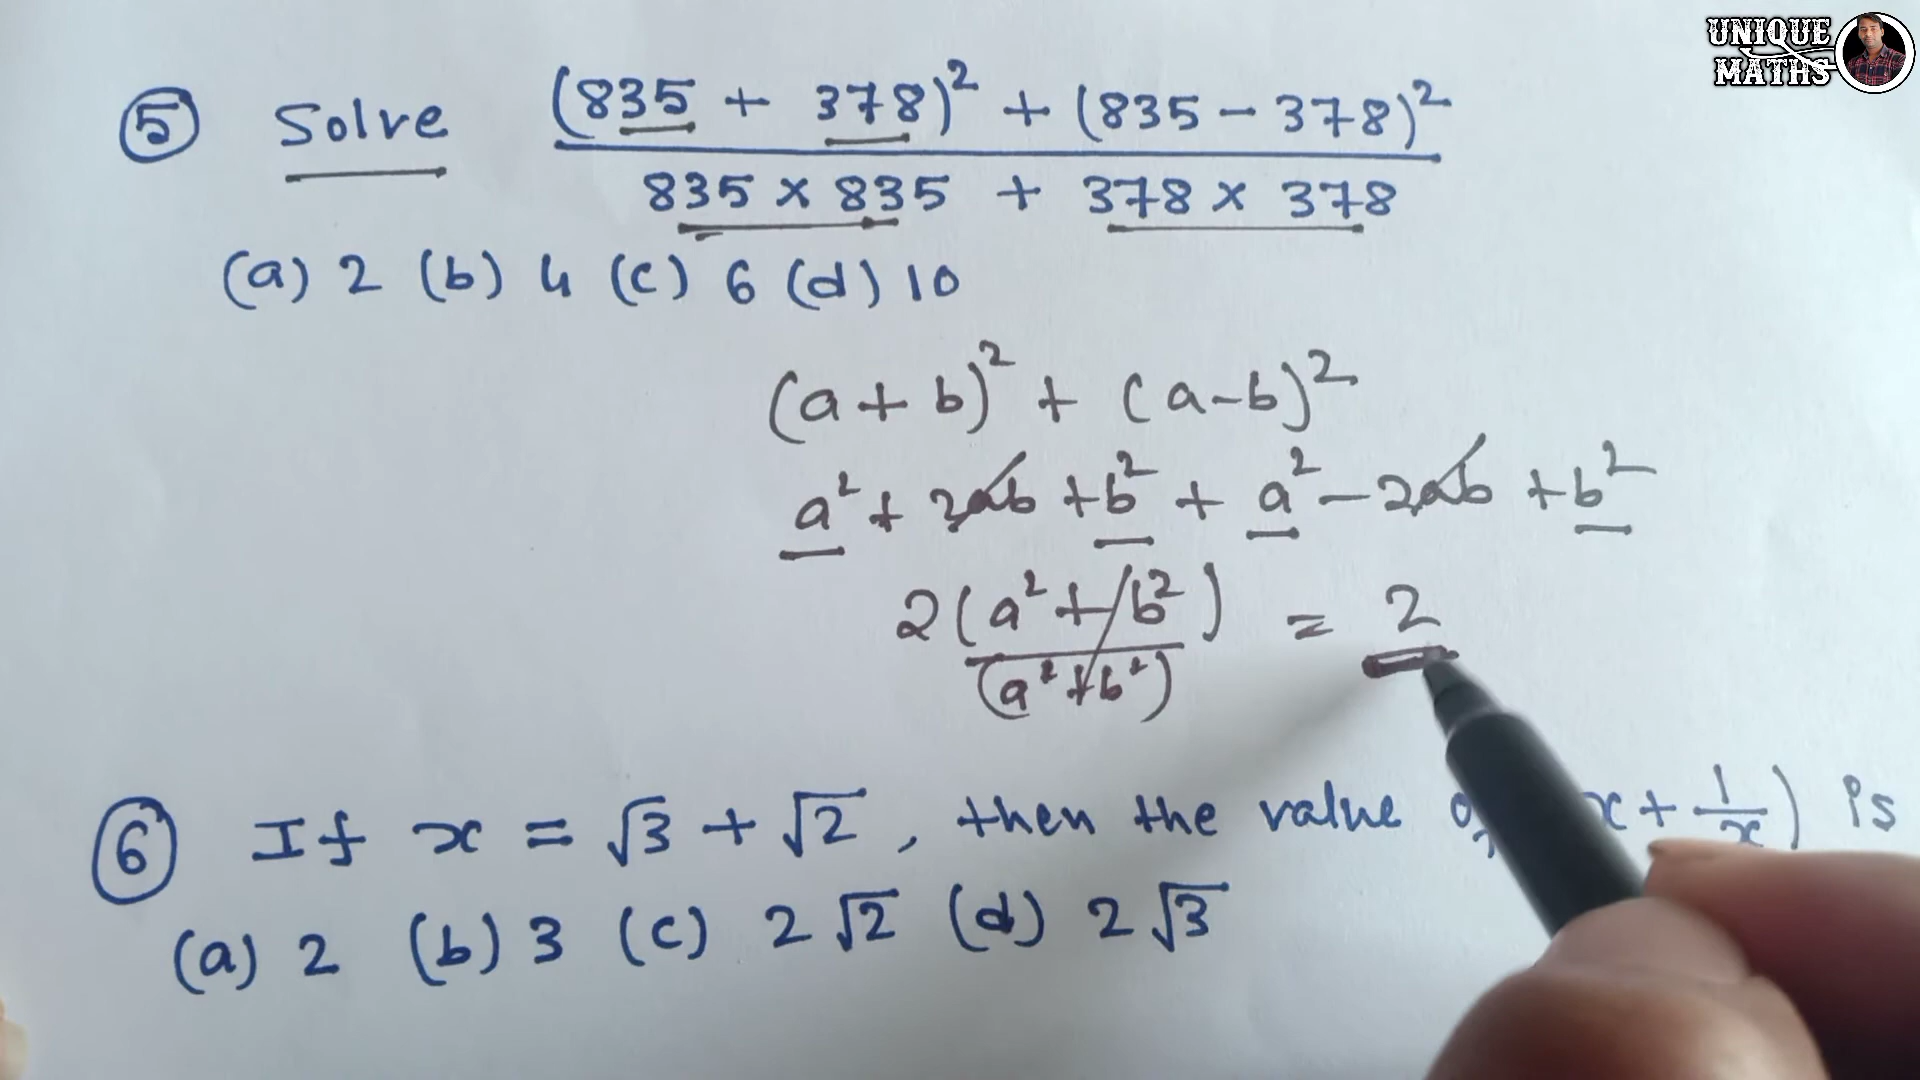 UNIQUE
MATHS
(5) Solve (835 + 378)² + (835 - 378)²
835 × 835 + 378 × 378
(a) 2 (b) 4 (c) 6 (d) 10
(a + b)² + (a - b)²
a² + 2ab + b² + a² - 2ab + b²
2(a² + b²) = 2
(a² + b²)
(6) If x = √3 + √2, then the value x + 1/x) is
(a) 2 (b) 3 (c) 2√2 (d) 2√3